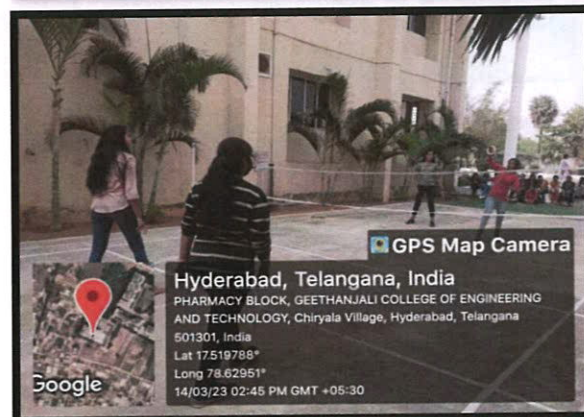 GPS Map Camera
Hyderabad, Telangana, India
PHARMACY BLOCK, GEETHANJALI COLLEGE OF ENGINEERING
AND TECHNOLOGY, Chiryala Village, Hyderabad, Telangana
501301, India
Lat 17.519788°
Long 78.62951°
14/03/23 02:45 PM GMT +05:30
Google